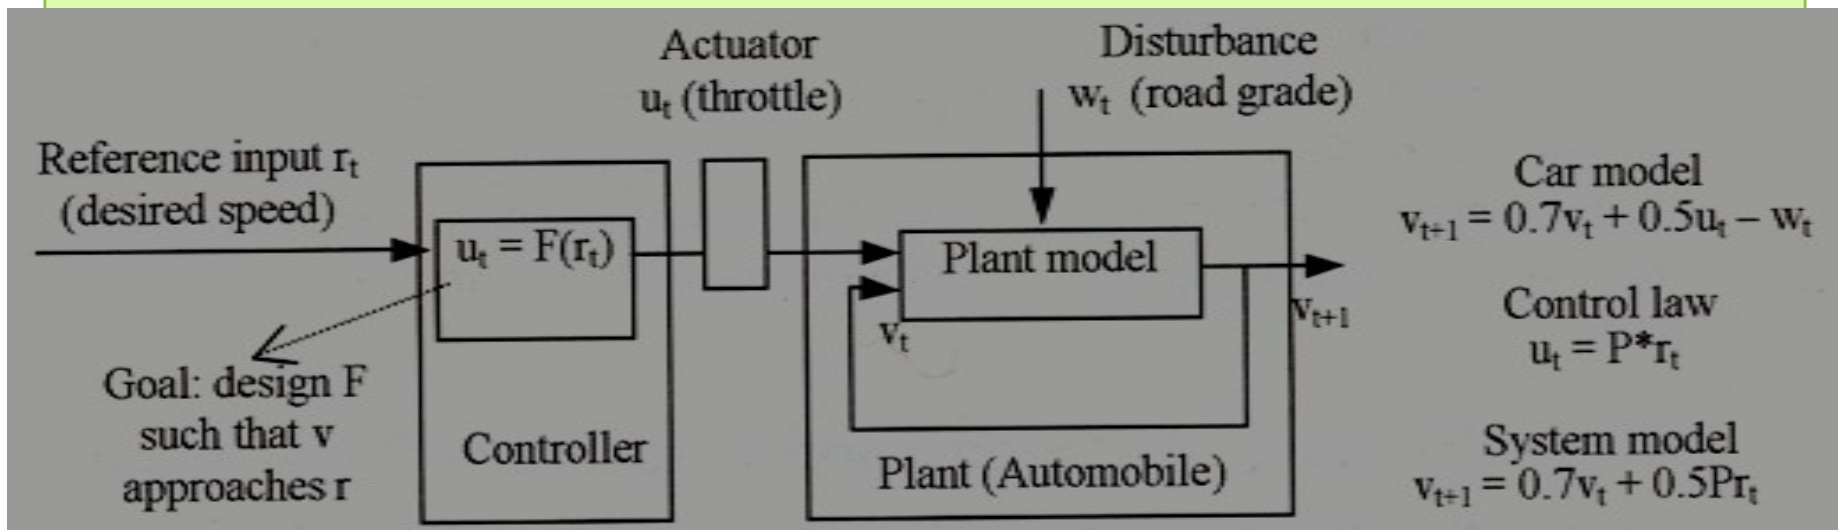 Actuator
uₜ (throttle)
Disturbance
wₜ (road grade)
Reference input rₜ
(desired speed)
uₜ = F(rₜ)
Goal: design F
such that v
approaches r
Controller
Plant model
vₜ
vₜ₊₁
Plant (Automobile)
Car model
vₜ₊₁ = 0.7vₜ + 0.5uₜ – wₜ
Control law
uₜ = P*rₜ
System model
vₜ₊₁ = 0.7vₜ + 0.5Prₜ